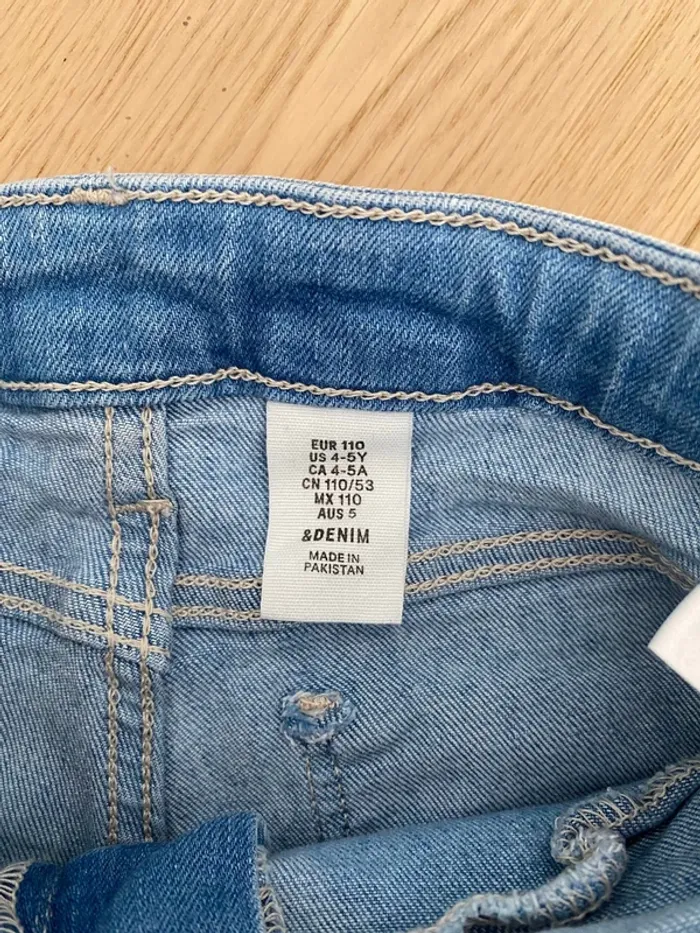 EUR 110
US 4-5Y
CA 4-5A
CN 110/53
MX 110
AUS 5
&DENIM
MADE IN
PAKISTAN